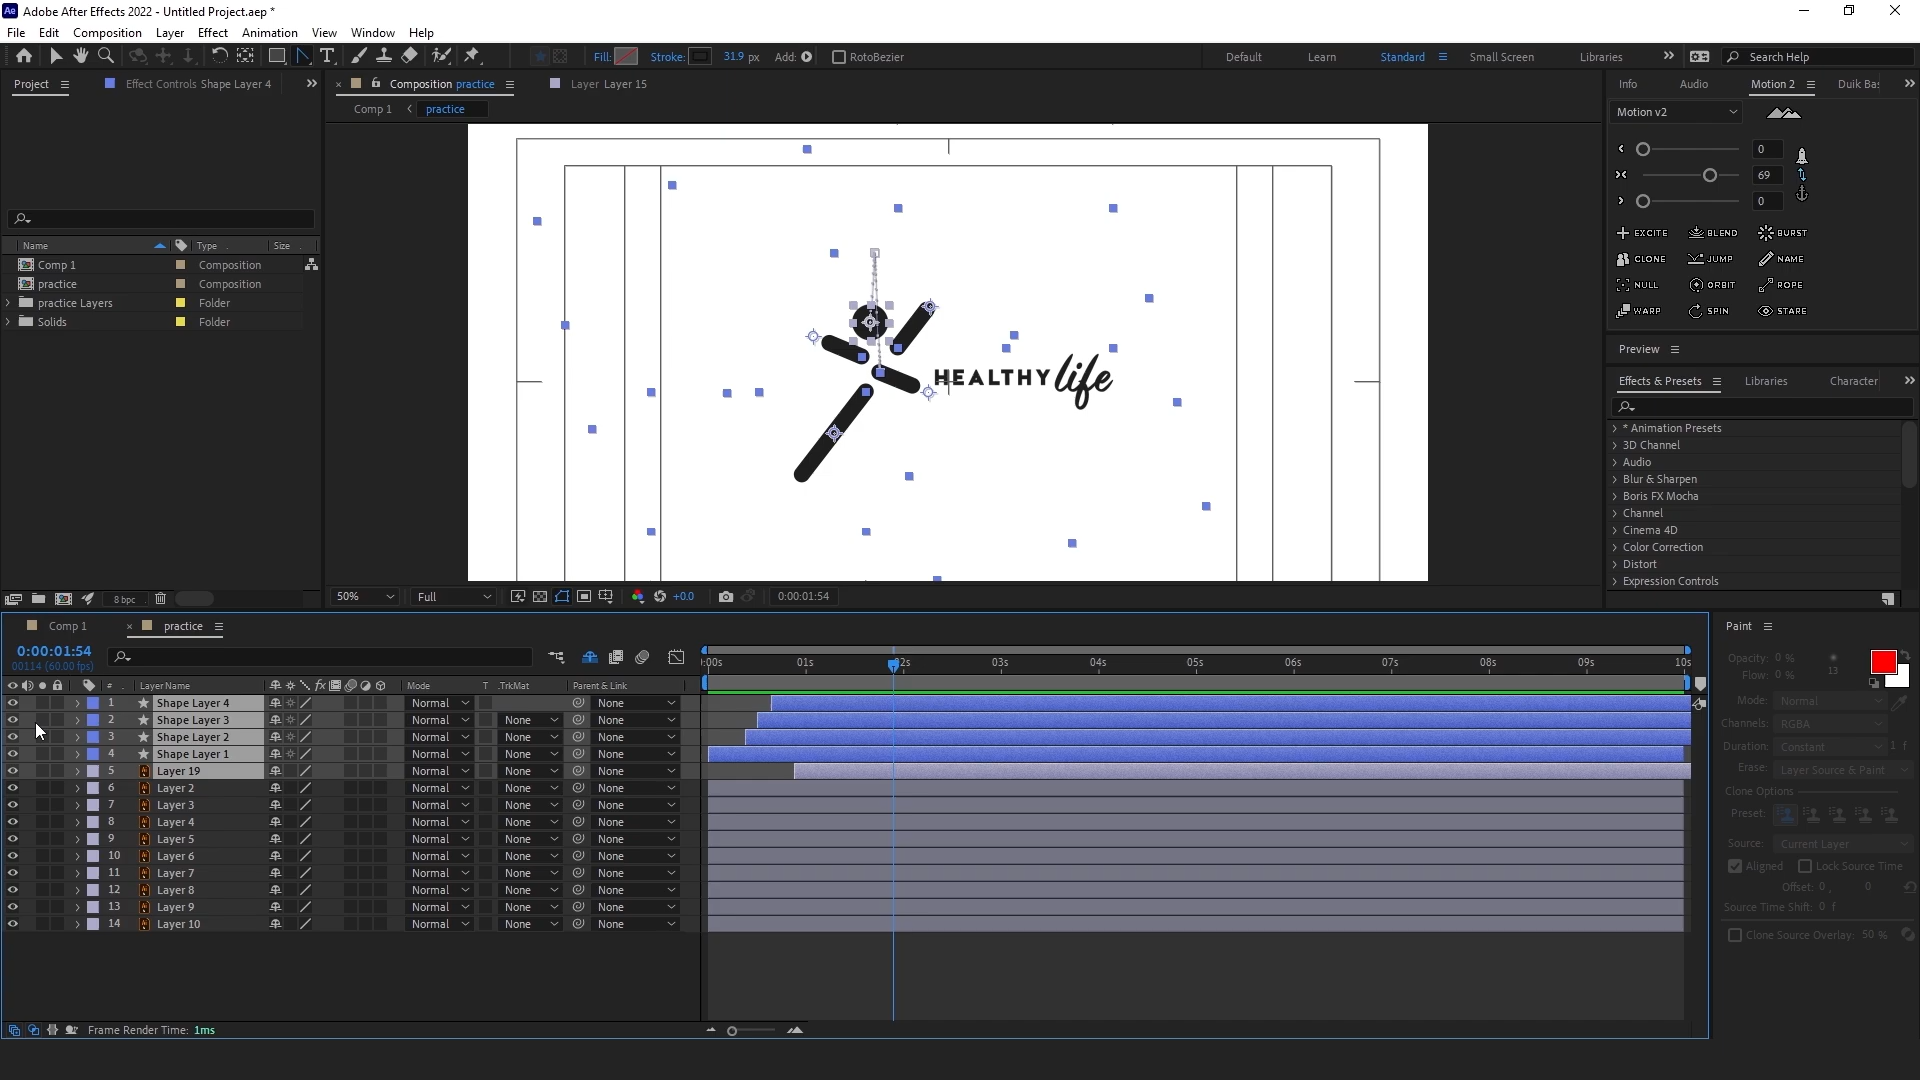 Adobe After Effects 2022 - Untitled Project.aep *
File Edit Composition Layer Effect Animation View Window Help
Fill: Stroke: 31.9 px Add: RotoBezier Default Learn Standard Small Screen Libraries Search Help
Project Effect Controls Shape Layer 4
Composition practice Layer Layer 15
Comp 1 practice
Name Type Size
Comp 1 Composition
practice Composition
practice Layers Folder
Solids Folder
8 bpc
HEALTHY life
50% Full +0.0 0:00:01:54
Info Audio Motion 2 Duik Ba
Motion v2
0
69
0
EXCITE BLEND BURST
CLONE JUMP NAME
NULL ORBIT ROPE
WARP SPIN STARE
Preview
Effects & Presets Libraries Character
* Animation Presets
3D Channel
Audio
Blur & Sharpen
Boris FX Mocha
Channel
Cinema 4D
Color Correction
Distort
Expression Controls
Comp 1 practice
0:00:01:54
00114 (60.00 fps)
:00s 01s 02s 03s 04s 05s 06s 07s 08s 09s 10s
# Layer Name Mode T .TrkMat Parent & Link
1 Shape Layer 4 Normal None
2 Shape Layer 3 Normal None None
3 Shape Layer 2 Normal None None
4 Shape Layer 1 Normal None None
5 Layer 19 Normal None None
6 Layer 2 Normal None None
7 Layer 3 Normal None None
8 Layer 4 Normal None None
9 Layer 5 Normal None None
10 Layer 6 Normal None None
11 Layer 7 Normal None None
12 Layer 8 Normal None None
13 Layer 9 Normal None None
14 Layer 10 Normal None None
Frame Render Time: 1ms
Paint
Opacity: 0 %
Flow: 0 % 13
Mode: Normal
Channels: RGBA
Duration: Constant 1 f
Erase: Layer Source & Paint
Clone Options
Preset:
Source: Current Layer
Aligned Lock Source Time
Offset: 0 , 0
Source Time Shift: 0 f
Clone Source Overlay: 50 %